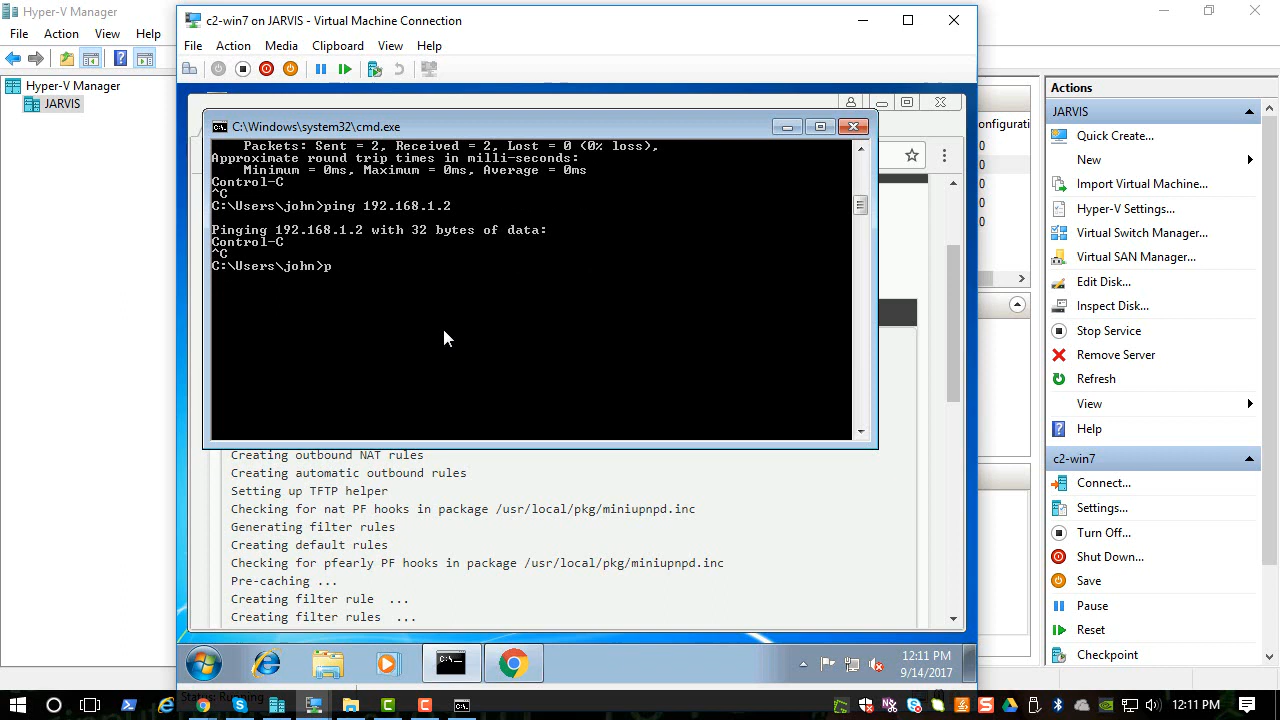 Hyper-V Manager
File Action View Help
Hyper-V Manager
JARVIS
c2-win7 on JARVIS - Virtual Machine Connection
File Action Media Clipboard View Help
C:\Windows\system32\cmd.exe
Packets: Sent = 2, Received = 2, Lost = 0 (0% loss),
Approximate round trip times in milli-seconds:
Minimum = 0ms, Maximum = 0ms, Average = 0ms
Control-C
^C
C:\Users\john>ping 192.168.1.2
Pinging 192.168.1.2 with 32 bytes of data:
Control-C
^C
C:\Users\john>p
Creating outbound NAT rules
Creating automatic outbound rules
Setting up TFTP helper
Checking for nat PF hooks in package /usr/local/pkg/miniupnpd.inc
Generating filter rules
Creating default rules
Checking for pfearly PF hooks in package /usr/local/pkg/miniupnpd.inc
Pre-caching ...
Creating filter rule ...
Creating filter rules ...
12:11 PM
9/14/2017
Status: Running
Actions
JARVIS
Quick Create...
New
Import Virtual Machine...
Hyper-V Settings...
Virtual Switch Manager...
Virtual SAN Manager...
Edit Disk...
Inspect Disk...
Stop Service
Remove Server
Refresh
View
Help
c2-win7
Connect...
Settings...
Turn Off...
Shut Down...
Save
Pause
Reset
Checkpoint
12:11 PM